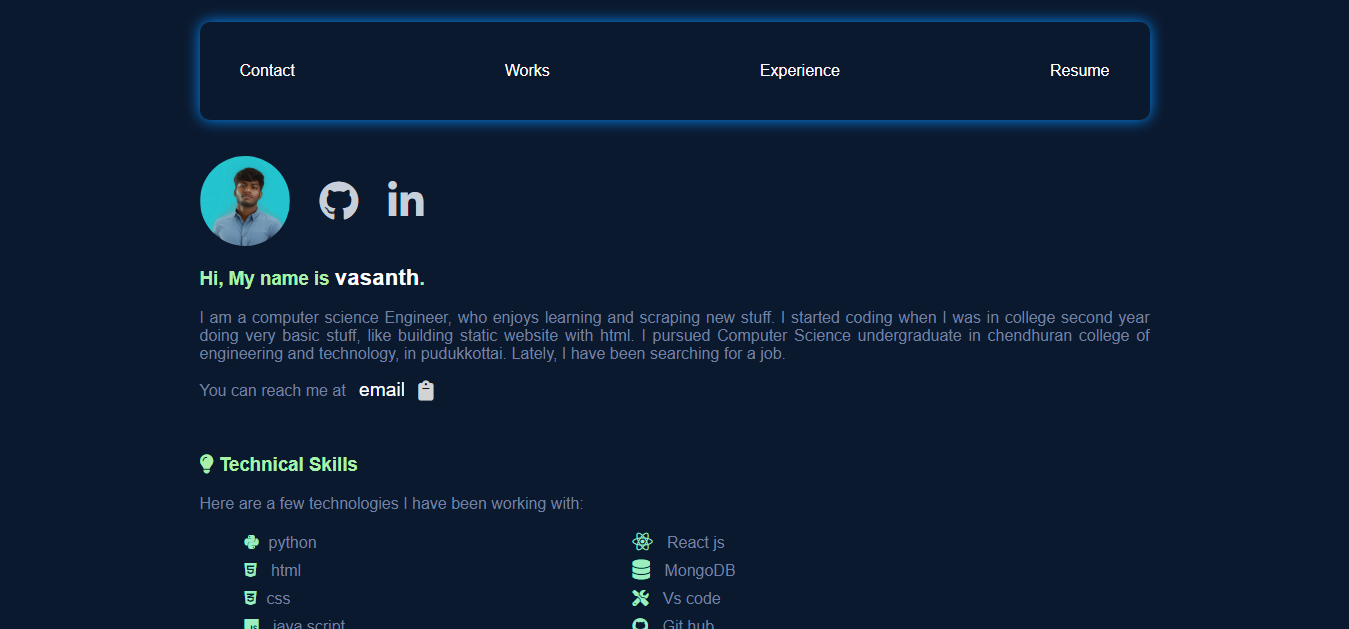 Contact Works Experience Resume
in
Hi, My name is vasanth.
I am a computer science Engineer, who enjoys learning and scraping new stuff. I started coding when I was in college second year
doing very basic stuff, like building static website with html. I pursued Computer Science undergraduate in chendhuran college of
engineering and technology, in pudukkottai. Lately, I have been searching for a job.
You can reach me at email
Technical Skills
Here are a few technologies I have been working with:
python React js
html MongoDB
css Vs code
java script Git hub